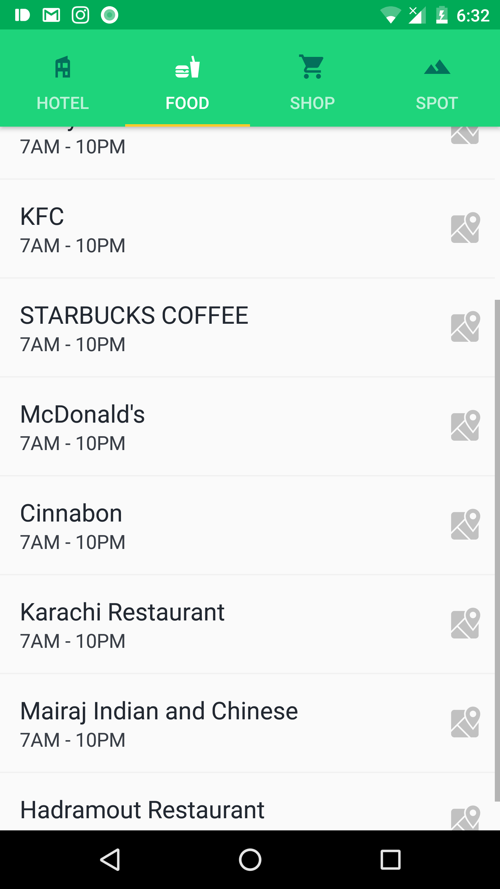 6:32
HOTEL
FOOD
SHOP
SPOT
7AM - 10PM
KFC
7AM - 10PM
STARBUCKS COFFEE
7AM - 10PM
McDonald's
7AM - 10PM
Cinnabon
7AM - 10PM
Karachi Restaurant
7AM - 10PM
Mairaj Indian and Chinese
7AM - 10PM
Hadramout Restaurant